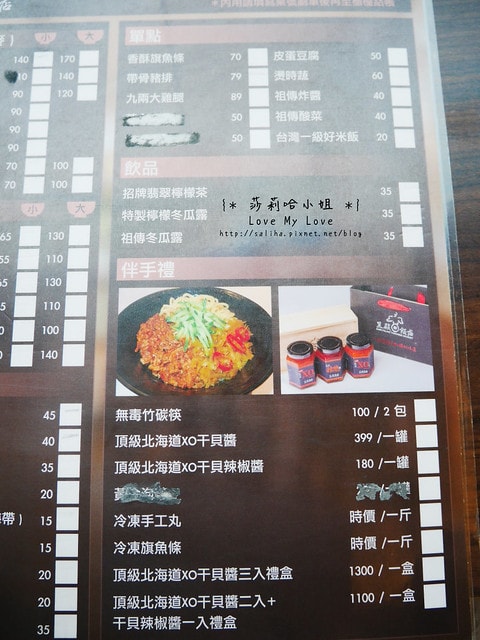 小 大
140 170
110 140
90 120
90
90
90
70 100
70 100
小 大
65 130
55 110
65 130
55 110
100
140
45
40
35
20
15
15
20
20
35
單點
香酥旗魚條 70
帶骨豬排 79
九兩大雞腿 89
50
50
皮蛋豆腐 50
燙時蔬 60
祖傳炸醬 40
祖傳酸菜 40
台灣一級好米飯 20
飲品
招牌翡翠檸檬茶 35
特製檸檬冬瓜露 35
祖傳冬瓜露 35
{* 莎莉哈小姐 *}
Love My Love
http://saliha.pixnet.net/blog
伴手禮
無毒竹碳筷 100 / 2 包
頂級北海道XO干貝醬 399 /一罐
頂級北海道XO干貝辣椒醬 180 /一罐
冷凍手工丸 時價 /一斤
冷凍旗魚條 時價 /一斤
頂級北海道XO干貝醬三入禮盒 1300 / 一盒
頂級北海道XO干貝醬二入+ 1100 / 一盒
干貝辣椒醬一入禮盒